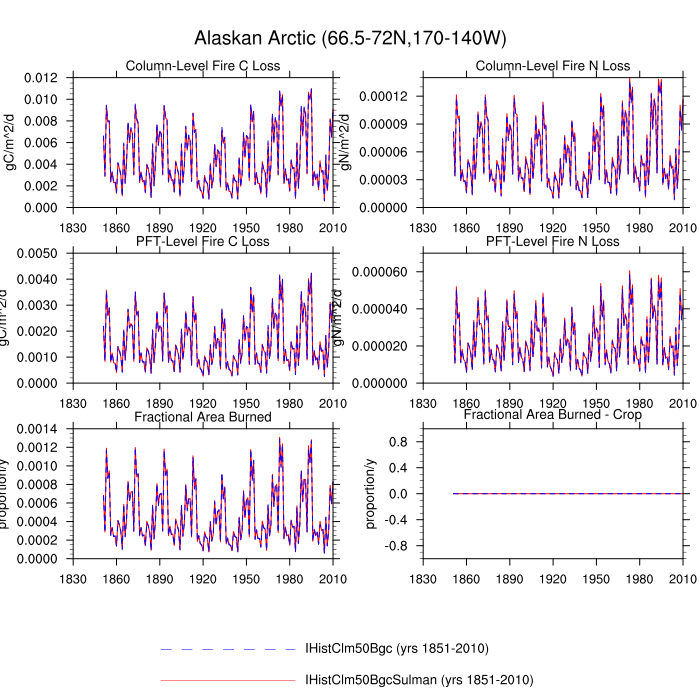 Alaskan Arctic (66.5-72N,170-140W)
Column-Level Fire C Loss
gC/m^2/d
0.012
0.010
0.008
0.006
0.004
0.002
0.000
1830 1860 1890 1920 1950 1980 2010
Column-Level Fire N Loss
gN/m^2/d
0.00012
0.00009
0.00006
0.00003
0.00000
1830 1860 1890 1920 1950 1980 2010
PFT-Level Fire C Loss
gC/m^2/d
0.0050
0.0040
0.0030
0.0020
0.0010
0.0000
1830 1860 1890 1920 1950 1980 2010
PFT-Level Fire N Loss
gN/m^2/d
0.000060
0.000040
0.000020
0.000000
1830 1860 1890 1920 1950 1980 2010
Fractional Area Burned
proportion/y
0.0014
0.0012
0.0010
0.0008
0.0006
0.0004
0.0002
0.0000
1830 1860 1890 1920 1950 1980 2010
Fractional Area Burned - Crop
proportion/y
0.8
0.4
0.0
-0.4
-0.8
1830 1860 1890 1920 1950 1980 2010
IHistClm50Bgc (yrs 1851-2010)
IHistClm50BgcSulman (yrs 1851-2010)